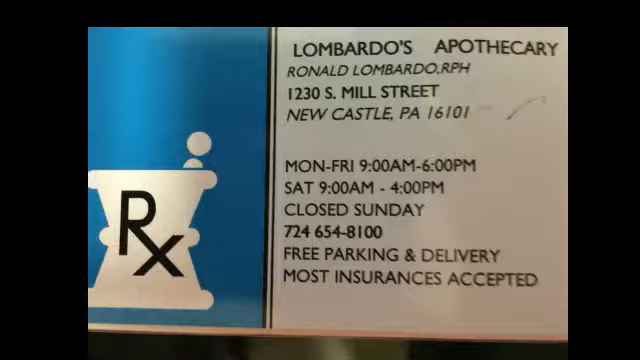 LOMBARDO'S APOTHECARY
RONALD LOMBARDO,RPH
1230 S. MILL STREET
NEW CASTLE, PA 16101
MON-FRI 9:00AM-6:00PM
SAT 9:00AM - 4:00PM
CLOSED SUNDAY
724 654-8100
FREE PARKING & DELIVERY
MOST INSURANCES ACCEPTED
Rx